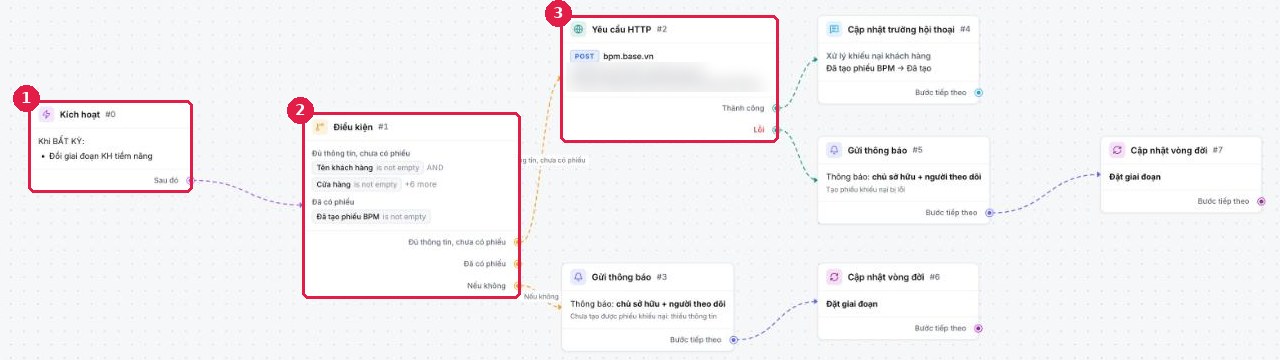 1
Kích hoạt #0
Khi BẤT KỲ:
• Đổi giai đoạn KH tiềm năng
Sau đó
2
Điều kiện #1
Đủ thông tin, chưa có phiếu
Tên khách hàng is not empty AND
Cửa hàng is not empty +6 more
Đã có phiếu
Đã tạo phiếu BPM is not empty
Đủ thông tin, chưa có phiếu
Đã có phiếu
Nếu không
ng tin, chưa có phiếu
Nếu không
3
Yêu cầu HTTP #2
POST bpm.base.vn
Thành công
Lỗi
Gửi thông báo #3
Thông báo: chủ sở hữu + người theo dõi
Chưa tạo được phiếu khiếu nại: thiếu thông tin
Bước tiếp theo
Cập nhật trường hội thoại #4
Xử lý khiếu nại khách hàng
Đã tạo phiếu BPM → Đã tạo
Bước tiếp theo
Gửi thông báo #5
Thông báo: chủ sở hữu + người theo dõi
Tạo phiếu khiếu nại bị lỗi
Bước tiếp theo
Cập nhật vòng đời #6
Đặt giai đoạn
Bước tiếp theo
Cập nhật vòng đời #7
Đặt giai đoạn
Bước tiếp theo